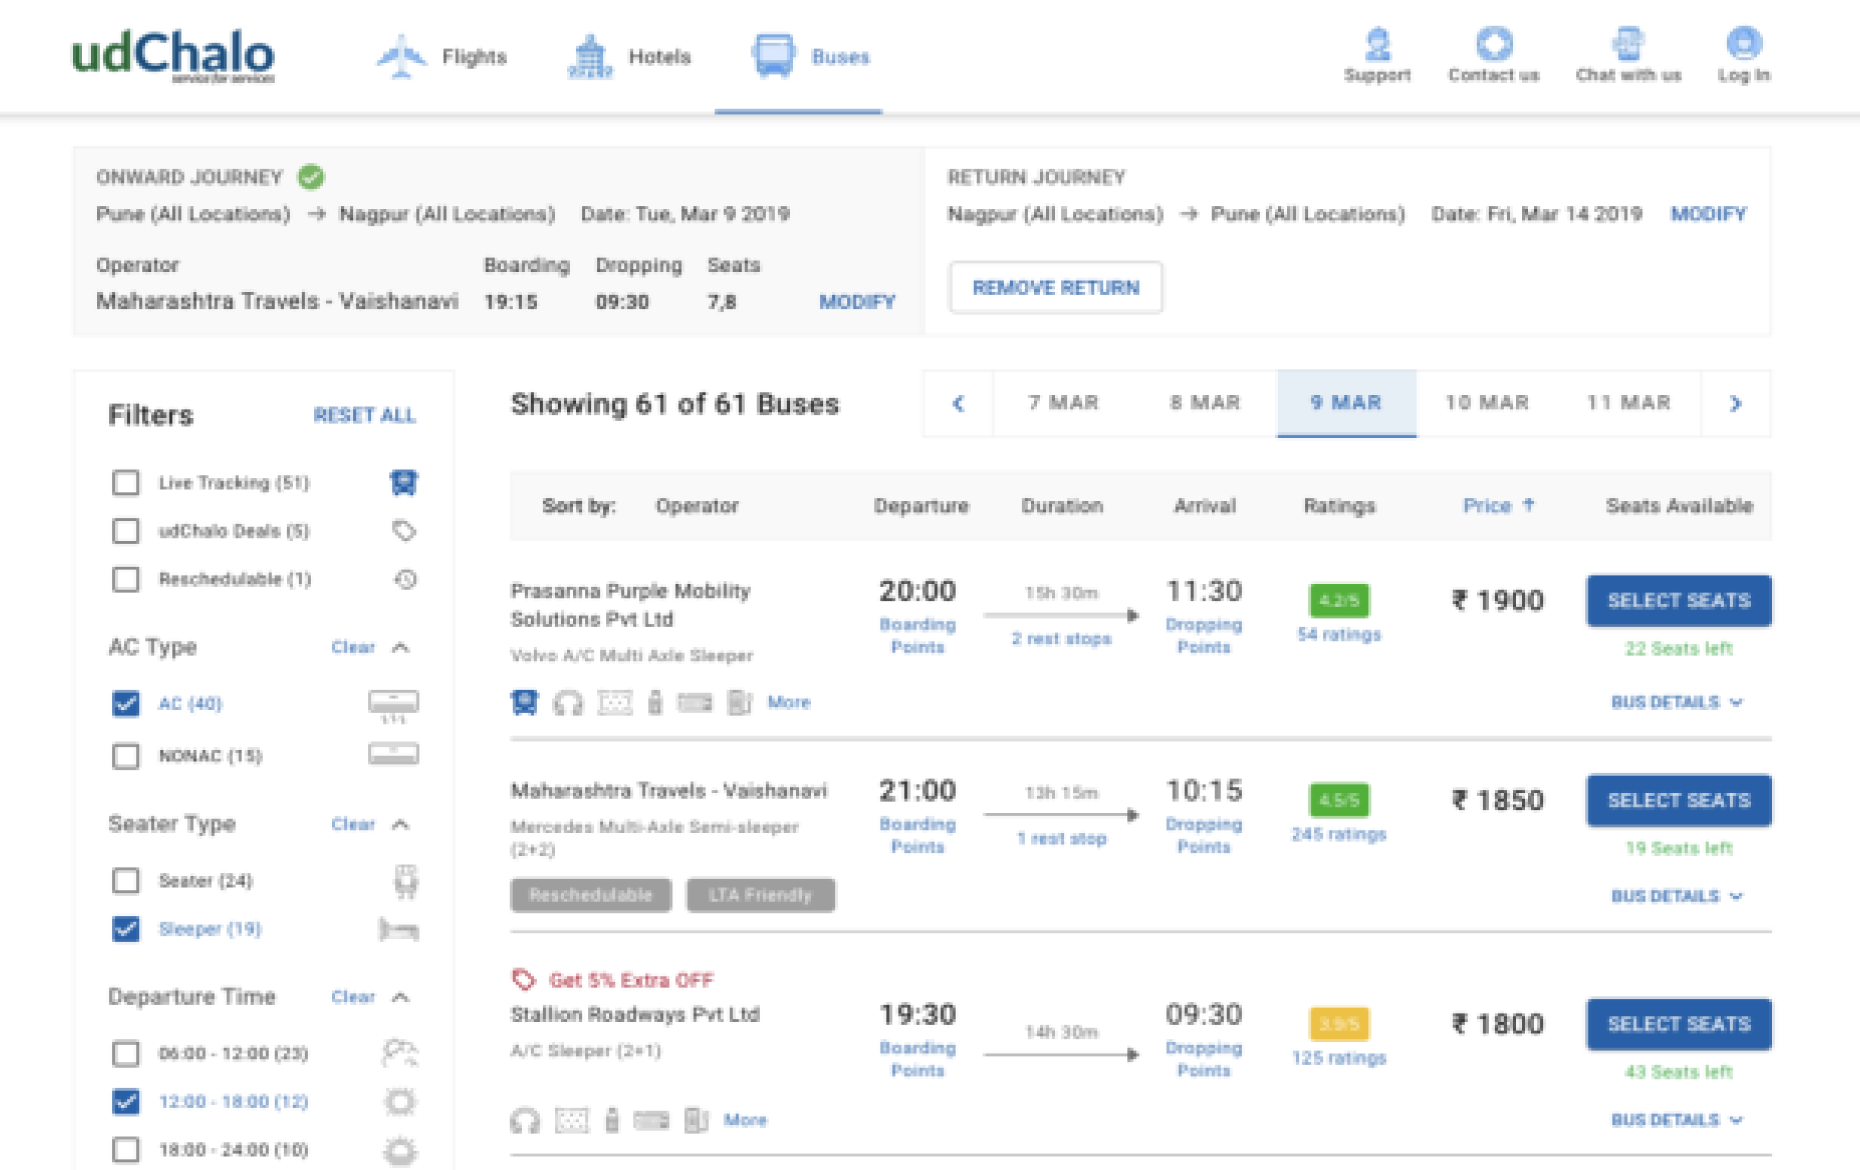 udChalo
service for services
Flights
Hotels
Buses
Support
Contact us
Chat with us
Log In
ONWARD JOURNEY
Pune (All Locations) → Nagpur (All Locations) Date: Tue, Mar 9 2019
Operator Boarding Dropping Seats
Maharashtra Travels - Vaishanavi 19:15 09:30 7,8 MODIFY
RETURN JOURNEY
Nagpur (All Locations) → Pune (All Locations) Date: Fri, Mar 14 2019 MODIFY
REMOVE RETURN
Filters RESET ALL
Live Tracking (51)
udChalo Deals (5)
Reschedulable (1)
AC Type Clear
AC (40)
NONAC (15)
Seater Type Clear
Seater (24)
Sleeper (19)
Departure Time Clear
06:00 - 12:00 (23)
12:00 - 18:00 (12)
18:00 - 24:00 (10)
Showing 61 of 61 Buses
7 MAR 8 MAR 9 MAR 10 MAR 11 MAR
Sort by: Operator Departure Duration Arrival Ratings Price ↑ Seats Available
Prasanna Purple Mobility
Solutions Pvt Ltd
Volvo A/C Multi Axle Sleeper
20:00
Boarding
Points
15h 30m
2 rest stops
11:30
Dropping
Points
4.2/5
54 ratings
₹ 1900
SELECT SEATS
22 Seats left
More
BUS DETAILS
Maharashtra Travels - Vaishanavi
Mercedes Multi-Axle Semi-sleeper
(2+2)
21:00
Boarding
Points
13h 15m
1 rest stop
10:15
Dropping
Points
4.5/5
245 ratings
₹ 1850
SELECT SEATS
19 Seats left
Reschedulable LTA Friendly
BUS DETAILS
Get 5% Extra OFF
Stallion Roadways Pvt Ltd
A/C Sleeper (2+1)
19:30
Boarding
Points
14h 30m
09:30
Dropping
Points
3.9/5
125 ratings
₹ 1800
SELECT SEATS
43 Seats left
More
BUS DETAILS